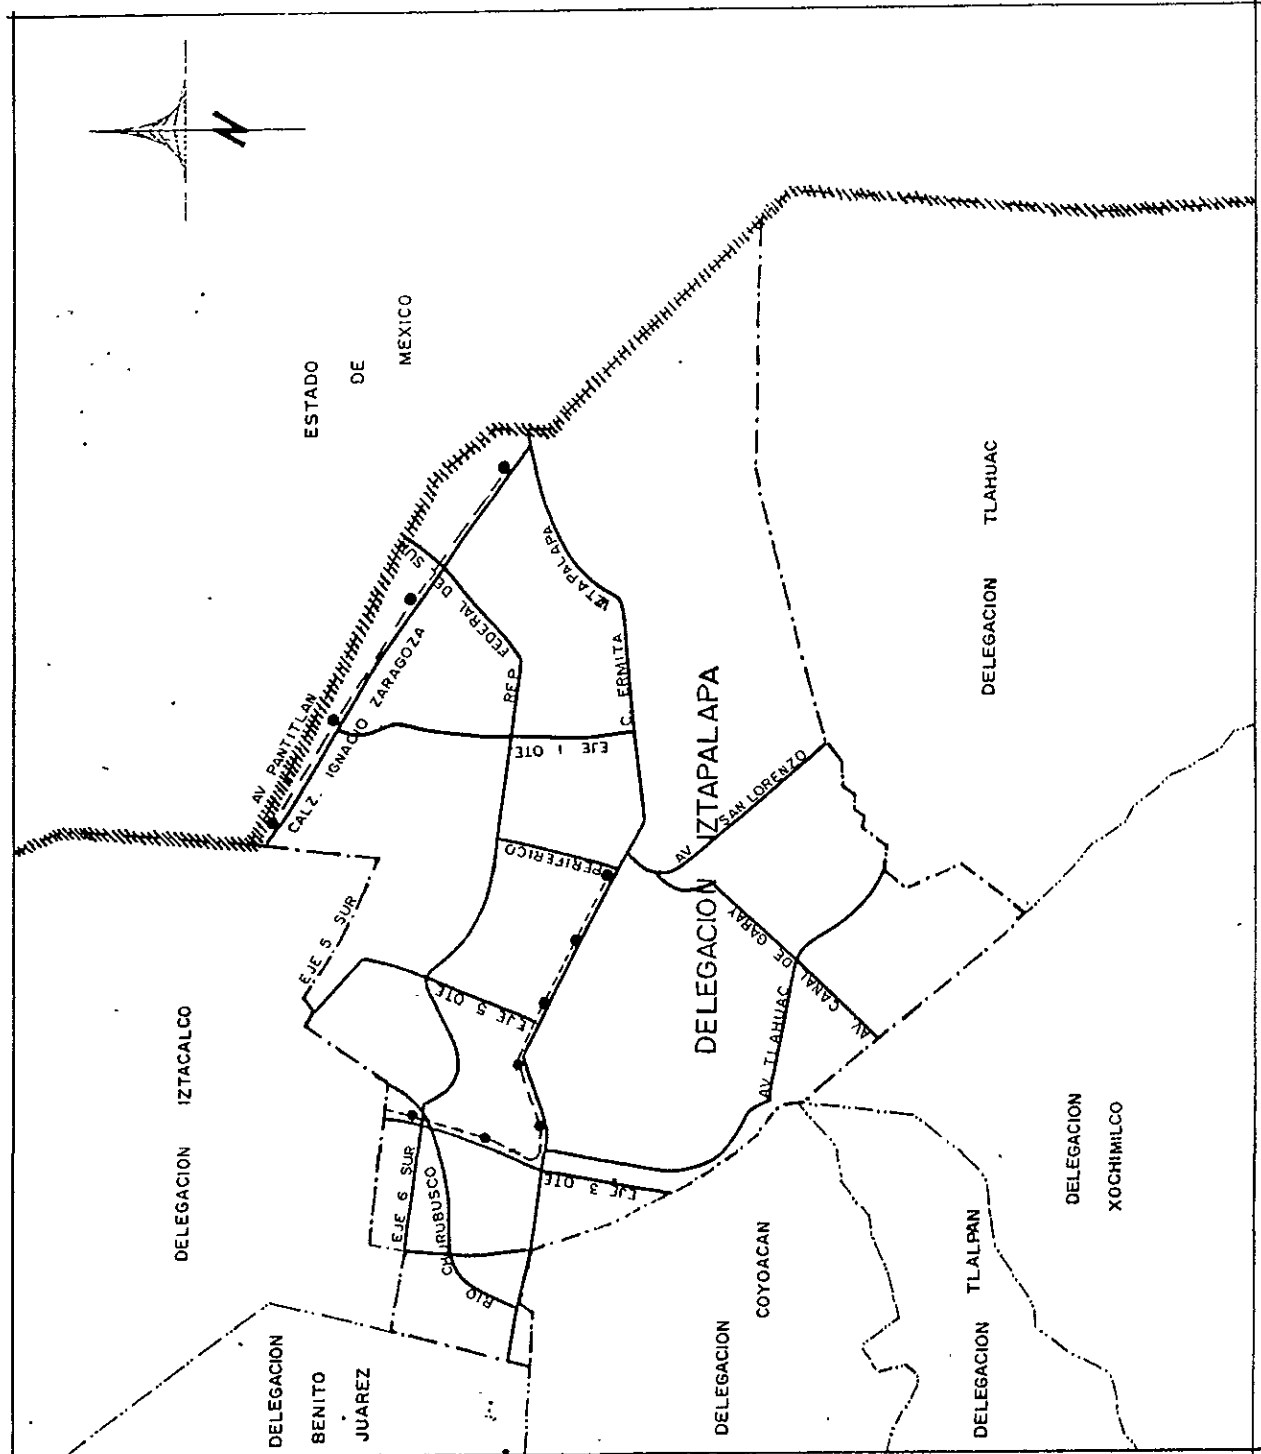 N
ESTADO
DE
MEXICO
AV PANTITLAN
CALZ. IGNACIO ZARAGOZA
REP. FEDERAL DEL SUR
C. ERMITA IZTAPALAPA
EJE 1 OTE.
PERIFERICO
EJE 5 SUR
EJE 5 OTE
EJE 6 SUR
RIO CHURUBUSCO
EJE 3 OTE
AV TLAHUAC
AV. CANAL DE GARAY
AV SAN LORENZO
DELEGACION IZTAPALAPA
DELEGACION IZTACALCO
DELEGACION
BENITO
JUAREZ
DELEGACION COYOACAN
DELEGACION TLALPAN
DELEGACION
XOCHIMILCO
DELEGACION TLAHUAC